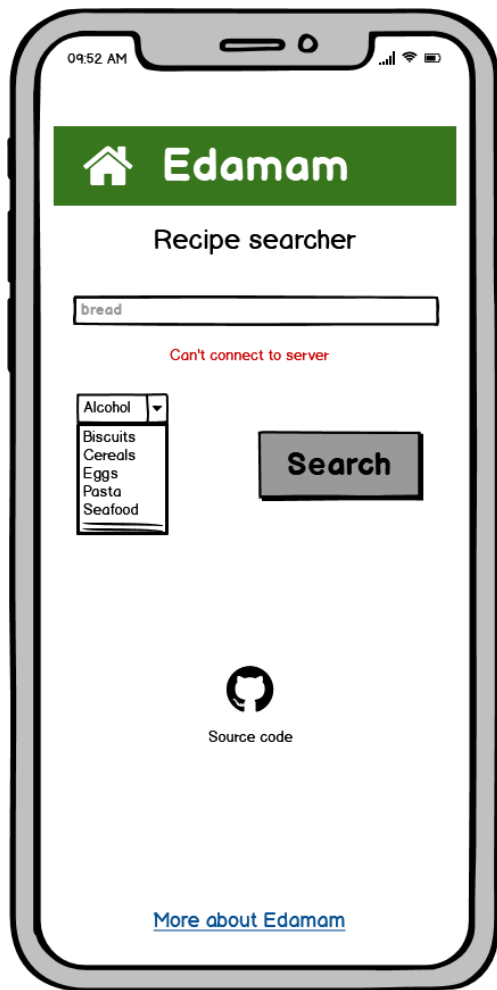 09:52 AM
Edamam
Recipe searcher
bread
Can't connect to server
Alcohol
Biscuits
Cereals
Eggs
Pasta
Seafood
Search
Source code
More about Edamam